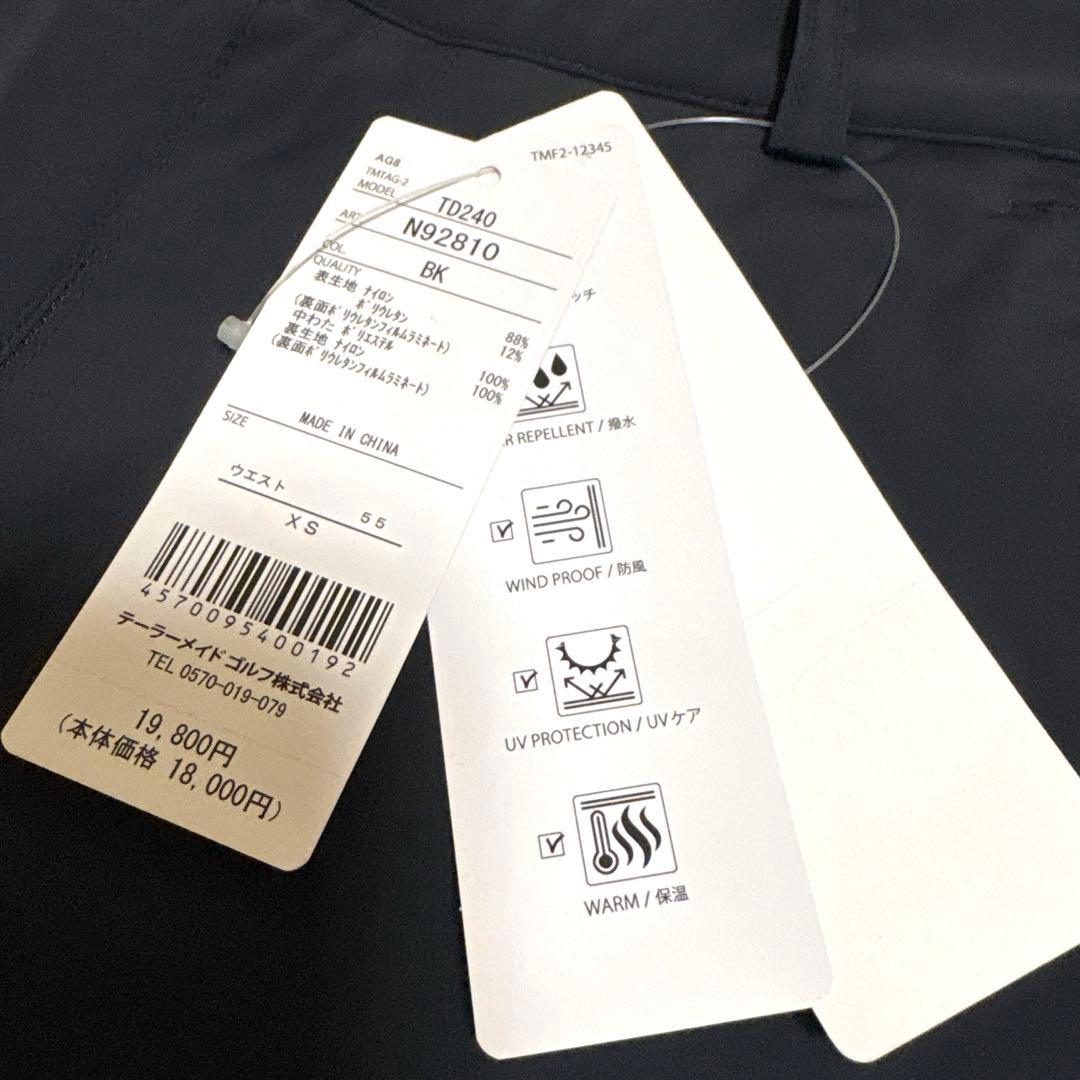 AG8
TMTAG-2
MODEL TD240
ART N92810
COL. BK
QUALITY
表生地 ナイロン 88%
ポリウレタン 12%
(裏面ポリウレタンフィルムラミネート)
中わた ポリエステル 100%
裏生地 ナイロン 100%
(裏面ポリウレタンフィルムラミネート)
MADE IN CHINA
SIZE
ウエスト 55
XS
4570095400192
テーラーメイド ゴルフ株式会社
TEL 0570-019-079
19,800円
(本体価格 18,000円)
TMF2-12345
ッチ
R REPELLENT / 撥水
WIND PROOF / 防風
UV PROTECTION / UVケア
WARM / 保温